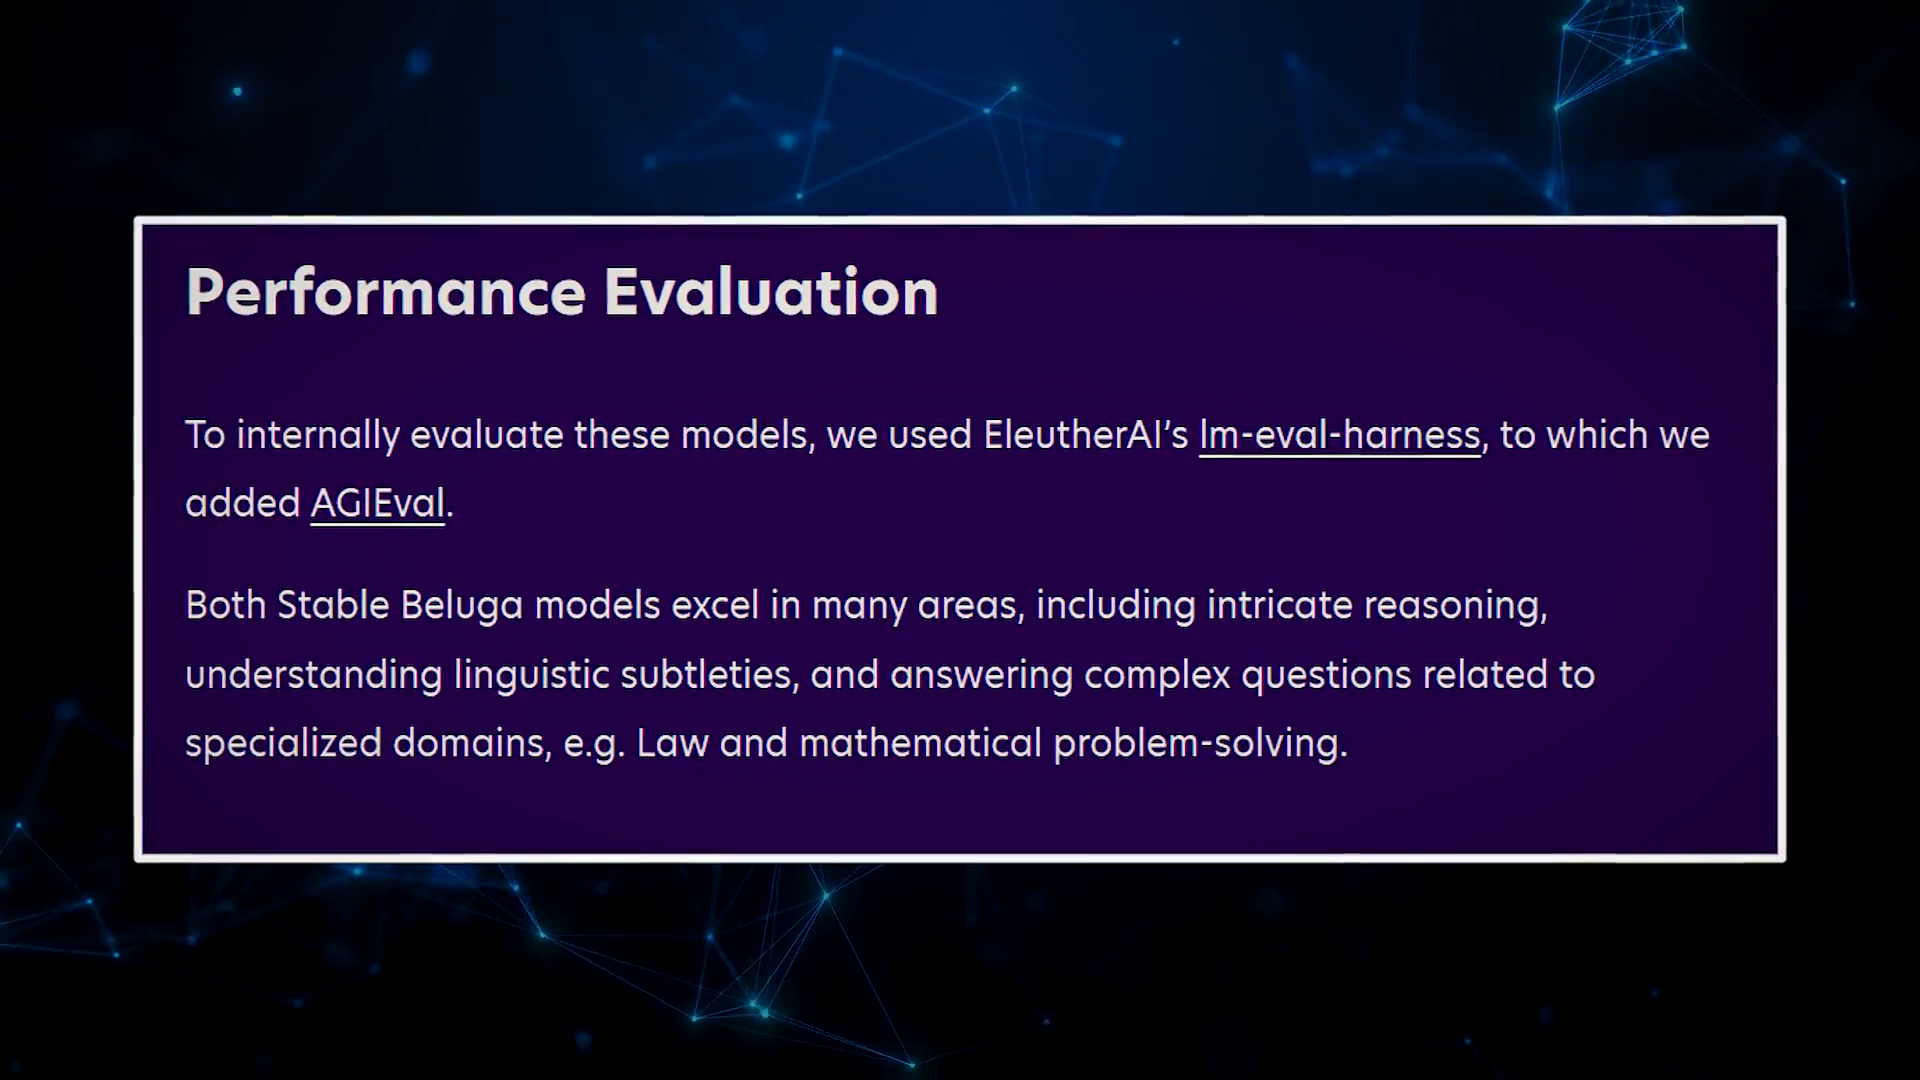 Performance Evaluation
To internally evaluate these models, we used EleutherAI’s lm-eval-harness, to which we
added AGIEval.
Both Stable Beluga models excel in many areas, including intricate reasoning,
understanding linguistic subtleties, and answering complex questions related to
specialized domains, e.g. Law and mathematical problem-solving.